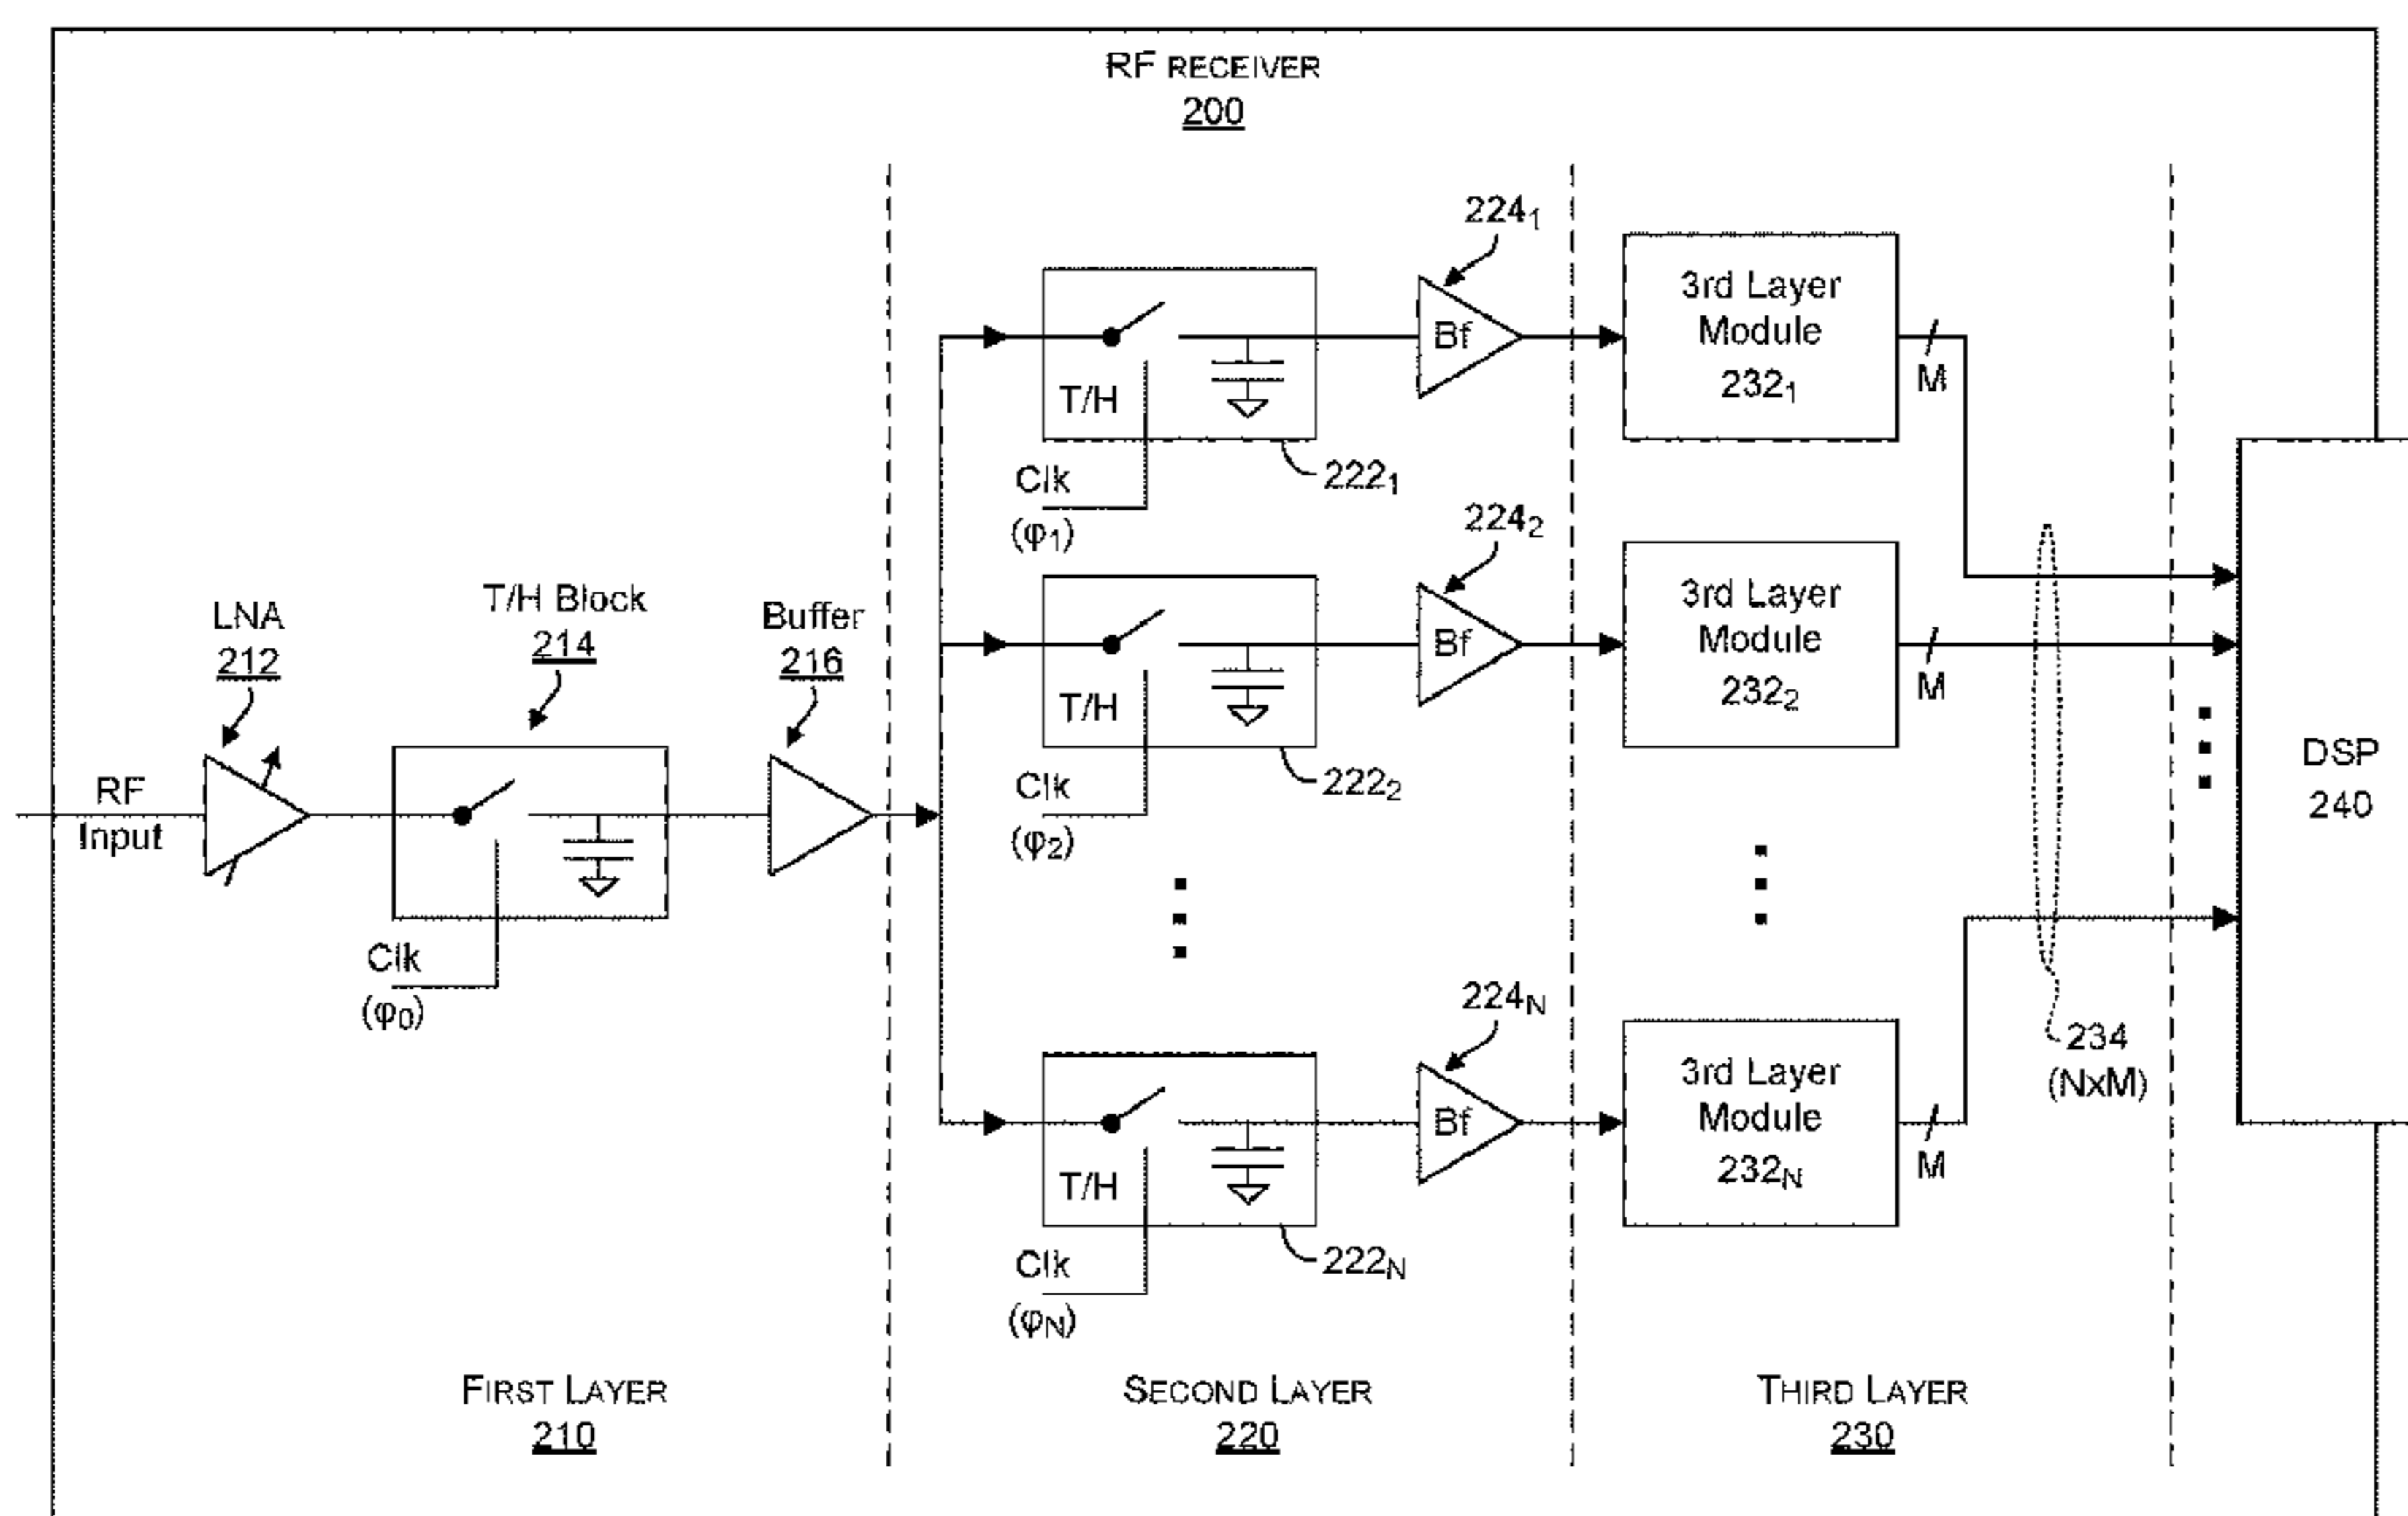 RF RECEIVER
200
LNA
212
T/H Block
214
Buffer
216
RF
Input
Clk
(φ₀)
224₁
Bf
T/H
Clk
(φ₁)
222₁
3rd Layer
Module
232₁
M
224₂
Bf
T/H
Clk
(φ₂)
222₂
3rd Layer
Module
232₂
M
224N
Bf
T/H
Clk
(φN)
222N
3rd Layer
Module
232N
M
234
(NxM)
DSP
240
FIRST LAYER
210
SECOND LAYER
220
THIRD LAYER
230